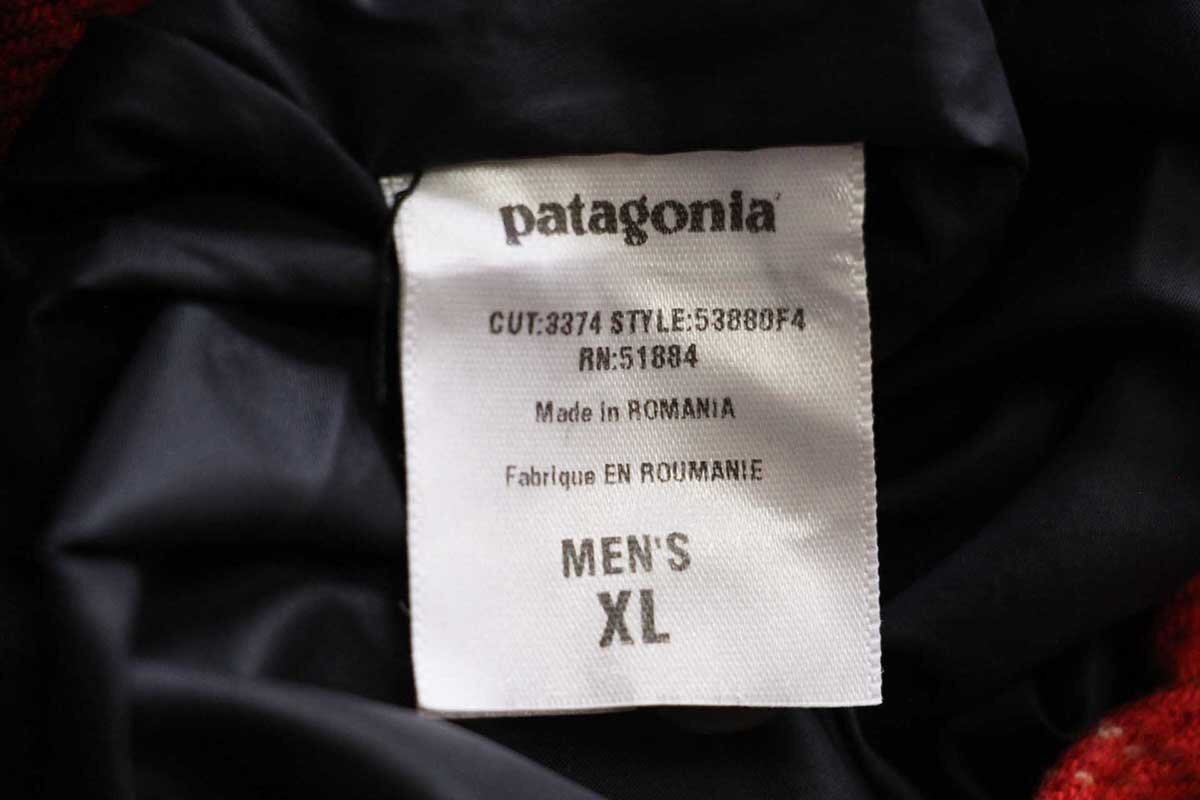 patagonia
CUT:3374 STYLE:53880F4
RN:51884
Made in ROMANIA
Fabrique EN ROUMANIE
MEN'S
XL